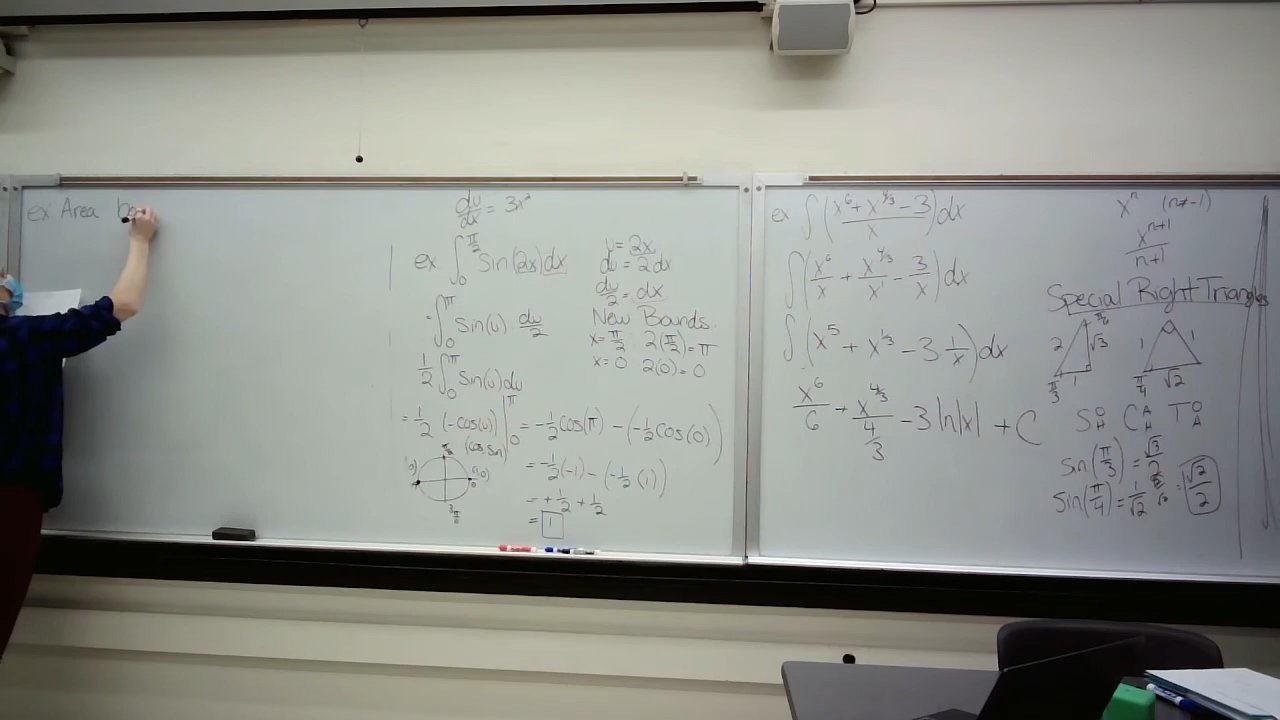 ex Area bo
du/dx = 3x²
ex ∫₀^(π/2) Sin(2x)dx
u = 2x
du = 2dx
du/2 = dx
= ∫₀^π Sin(u) du/2
New Bounds
x = π/2 2(π/2) = π
x = 0 2(0) = 0
1/2 ∫₀^π Sin(u)du
= 1/2 (-cos(u))|₀^π = -1/2 cos(π) - (-1/2 cos(0))
(cos, sin)
= -1/2(-1) - (-1/2(1))
= +1/2 + 1/2
= 1
ex ∫((x⁶ + x^(4/3) - 3)/x)dx
∫(x⁶/x + x^(4/3)/x¹ - 3/x)dx
∫(x⁵ + x^(1/3) - 3 1/x)dx
x⁶/6 + x^(4/3)/(4/3) - 3 ln|x| + C
xⁿ (n≠-1)
x^(n+1)/(n+1)
Special Right Triangles
2 √3 π/6 π/3 1
1 1 π/4 √2
S O/H C A/H T O/A
Sin(π/3) = √3/2
Sin(π/4) = 1/√2 · √2/√2 = √2/2